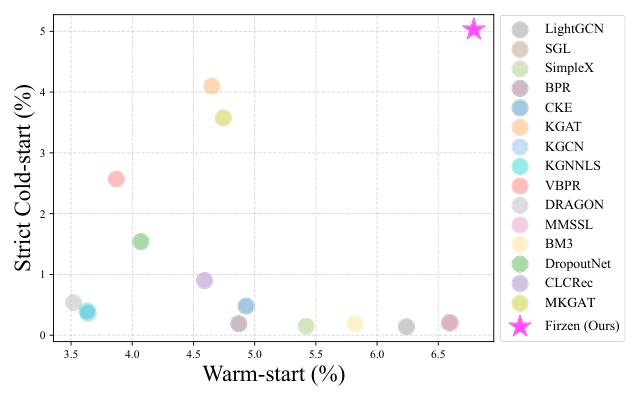 Strict Cold-start (%)
5
4
3
2
1
0
3.5 4.0 4.5 5.0 5.5 6.0 6.5
Warm-start (%)
LightGCN
SGL
SimpleX
BPR
CKE
KGAT
KGCN
KGNNLS
VBPR
DRAGON
MMSSL
BM3
DropoutNet
CLCRec
MKGAT
Firzen (Ours)